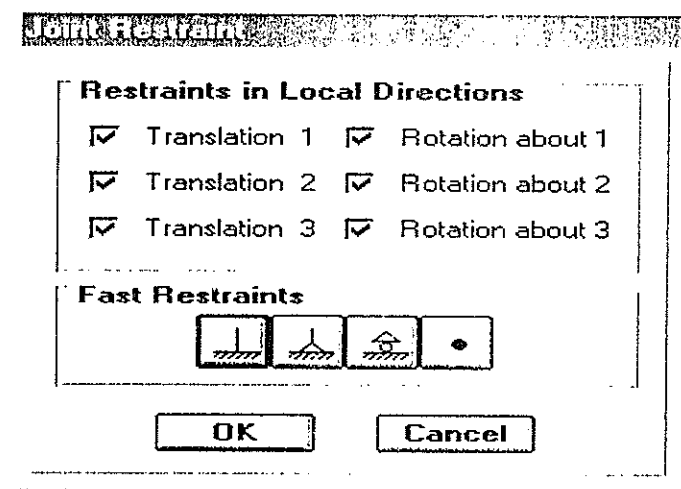 Joint Restraint
Restraints in Local Directions
Translation 1 Rotation about 1
Translation 2 Rotation about 2
Translation 3 Rotation about 3
Fast Restraints
OK Cancel